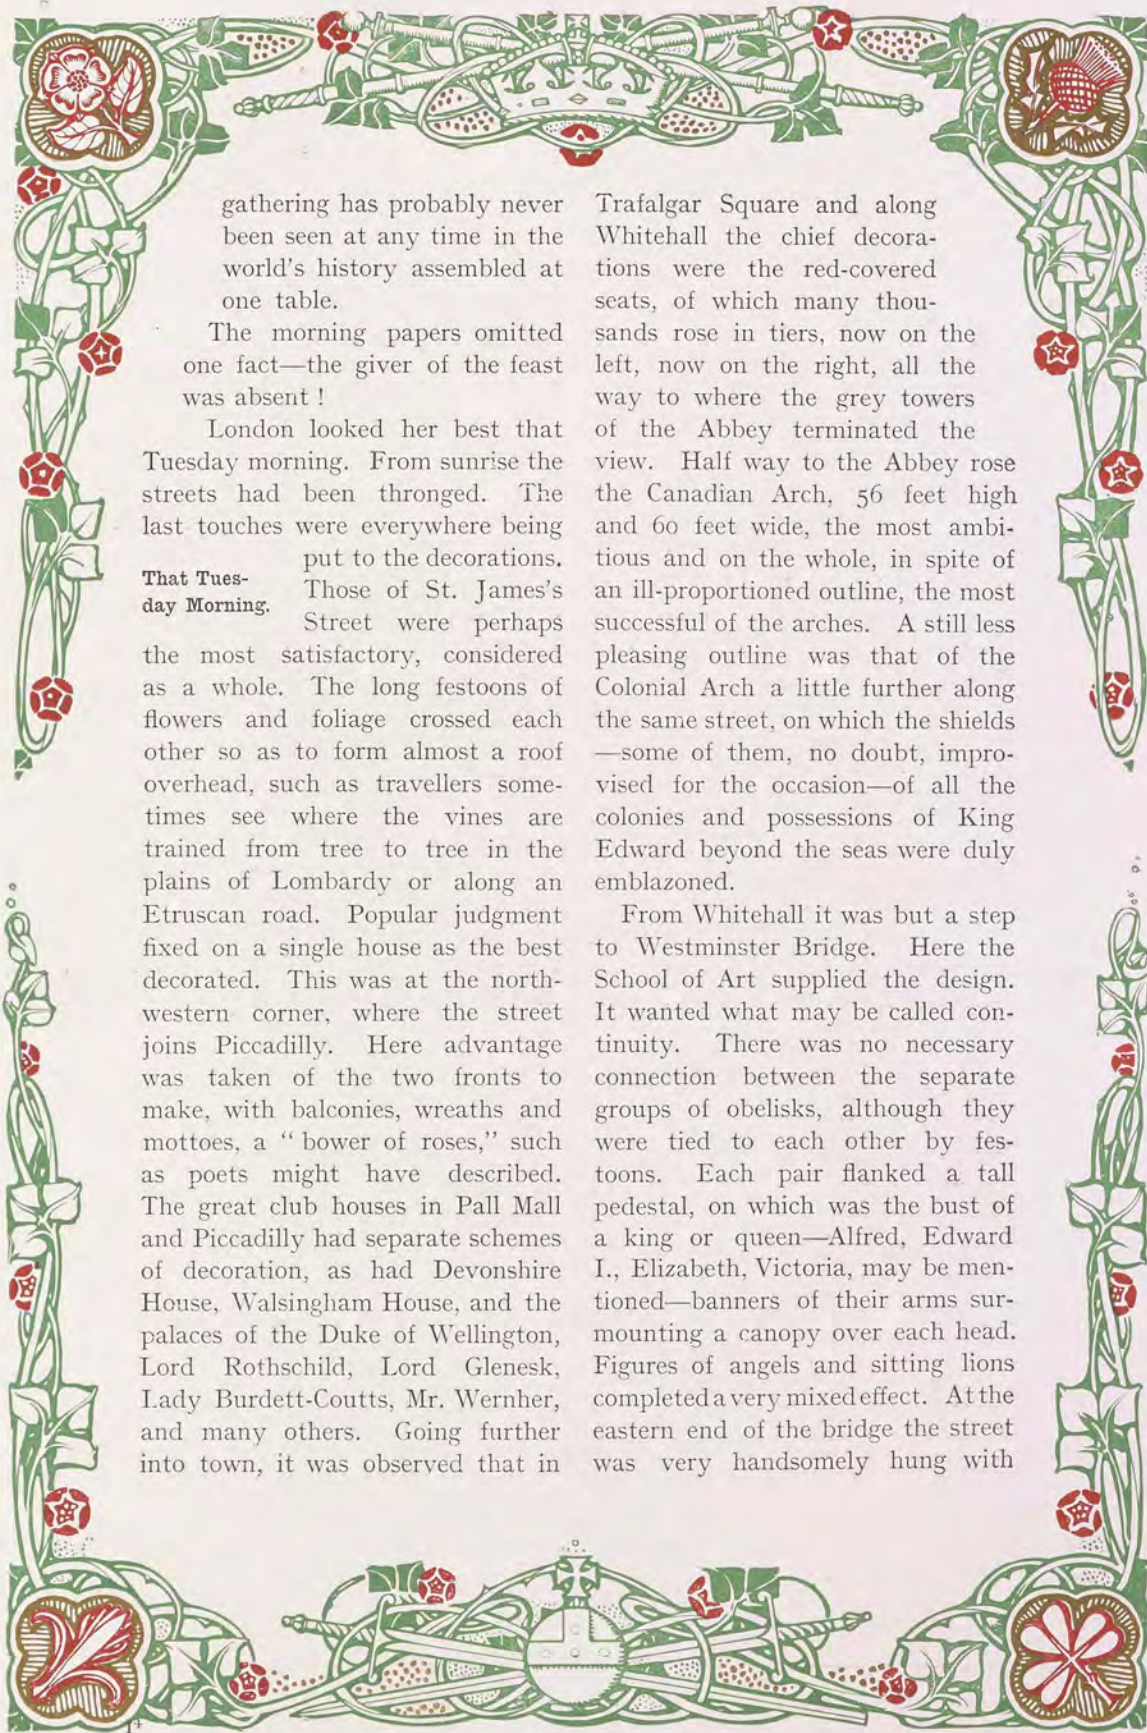 gathering has probably never
been seen at any time in the
world's history assembled at
one table.
The morning papers omitted
one fact—the giver of the feast
was absent !
London looked her best that
Tuesday morning. From sunrise the
streets had been thronged. The
last touches were everywhere being
put to the decorations.
That Tues-
day Morning.
Those of St. James's
Street were perhaps
the most satisfactory, considered
as a whole. The long festoons of
flowers and foliage crossed each
other so as to form almost a roof
overhead, such as travellers some-
times see where the vines are
trained from tree to tree in the
plains of Lombardy or along an
Etruscan road. Popular judgment
fixed on a single house as the best
decorated. This was at the north-
western corner, where the street
joins Piccadilly. Here advantage
was taken of the two fronts to
make, with balconies, wreaths and
mottoes, a " bower of roses," such
as poets might have described.
The great club houses in Pall Mall
and Piccadilly had separate schemes
of decoration, as had Devonshire
House, Walsingham House, and the
palaces of the Duke of Wellington,
Lord Rothschild, Lord Glenesk,
Lady Burdett-Coutts, Mr. Wernher,
and many others. Going further
into town, it was observed that in
Trafalgar Square and along
Whitehall the chief decora-
tions were the red-covered
seats, of which many thou-
sands rose in tiers, now on the
left, now on the right, all the
way to where the grey towers
of the Abbey terminated the
view. Half way to the Abbey rose
the Canadian Arch, 56 feet high
and 60 feet wide, the most ambi-
tious and on the whole, in spite of
an ill-proportioned outline, the most
successful of the arches. A still less
pleasing outline was that of the
Colonial Arch a little further along
the same street, on which the shields
—some of them, no doubt, impro-
vised for the occasion—of all the
colonies and possessions of King
Edward beyond the seas were duly
emblazoned.
From Whitehall it was but a step
to Westminster Bridge. Here the
School of Art supplied the design.
It wanted what may be called con-
tinuity. There was no necessary
connection between the separate
groups of obelisks, although they
were tied to each other by fes-
toons. Each pair flanked a tall
pedestal, on which was the bust of
a king or queen—Alfred, Edward
I., Elizabeth, Victoria, may be men-
tioned—banners of their arms sur-
mounting a canopy over each head.
Figures of angels and sitting lions
completed a very mixed effect. At the
eastern end of the bridge the street
was very handsomely hung with
14